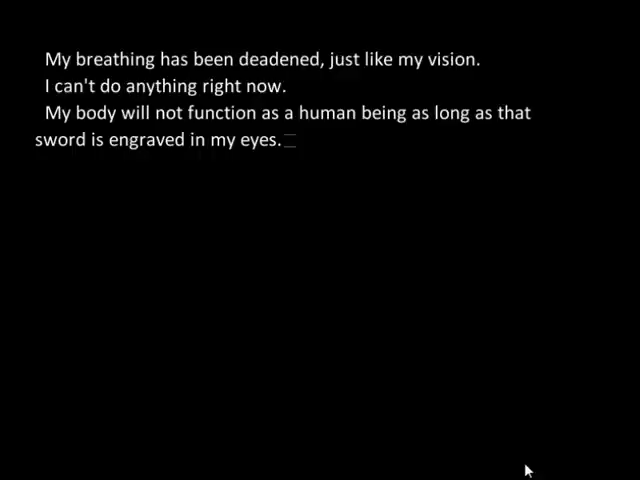 My breathing has been deadened, just like my vision.
I can't do anything right now.
My body will not function as a human being as long as that
sword is engraved in my eyes.